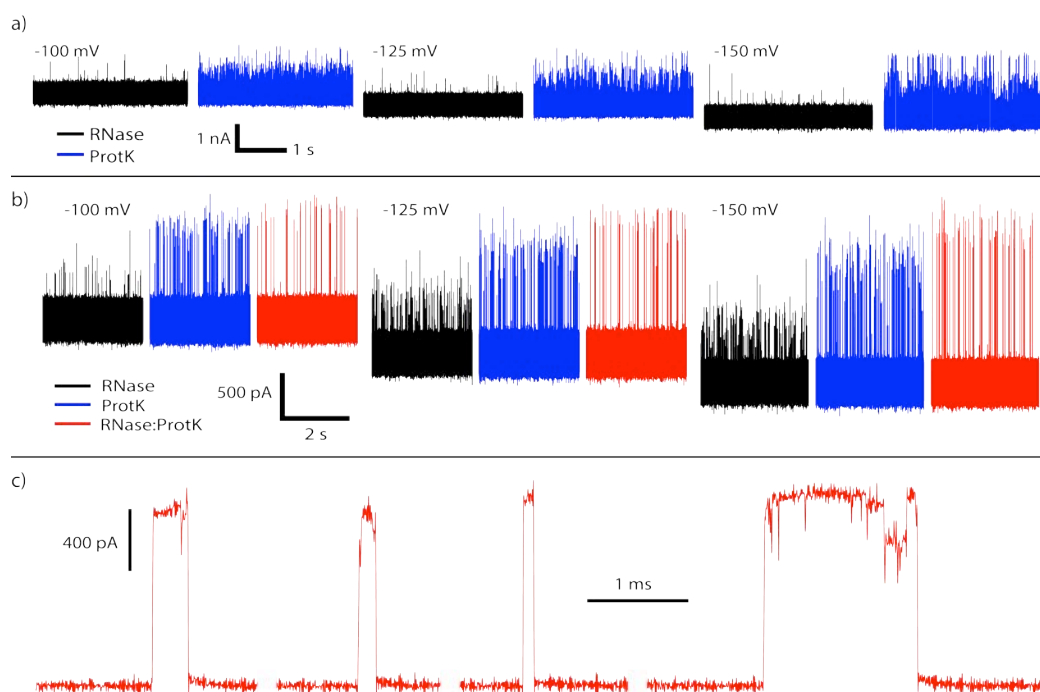 a)
-100 mV
-125 mV
-150 mV
RNase
ProtK
1 nA
1 s
b)
-100 mV
-125 mV
-150 mV
RNase
ProtK
RNase:ProtK
500 pA
2 s
c)
400 pA
1 ms